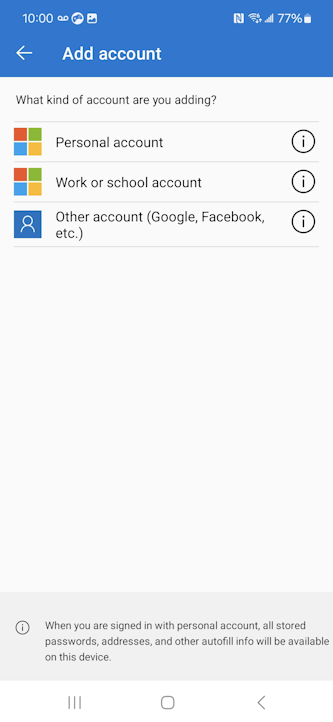 10:00
77%
Add account
What kind of account are you adding?
Personal account
Work or school account
Other account (Google, Facebook,
etc.)
When you are signed in with personal account, all stored
passwords, addresses, and other autofill info will be available
on this device.